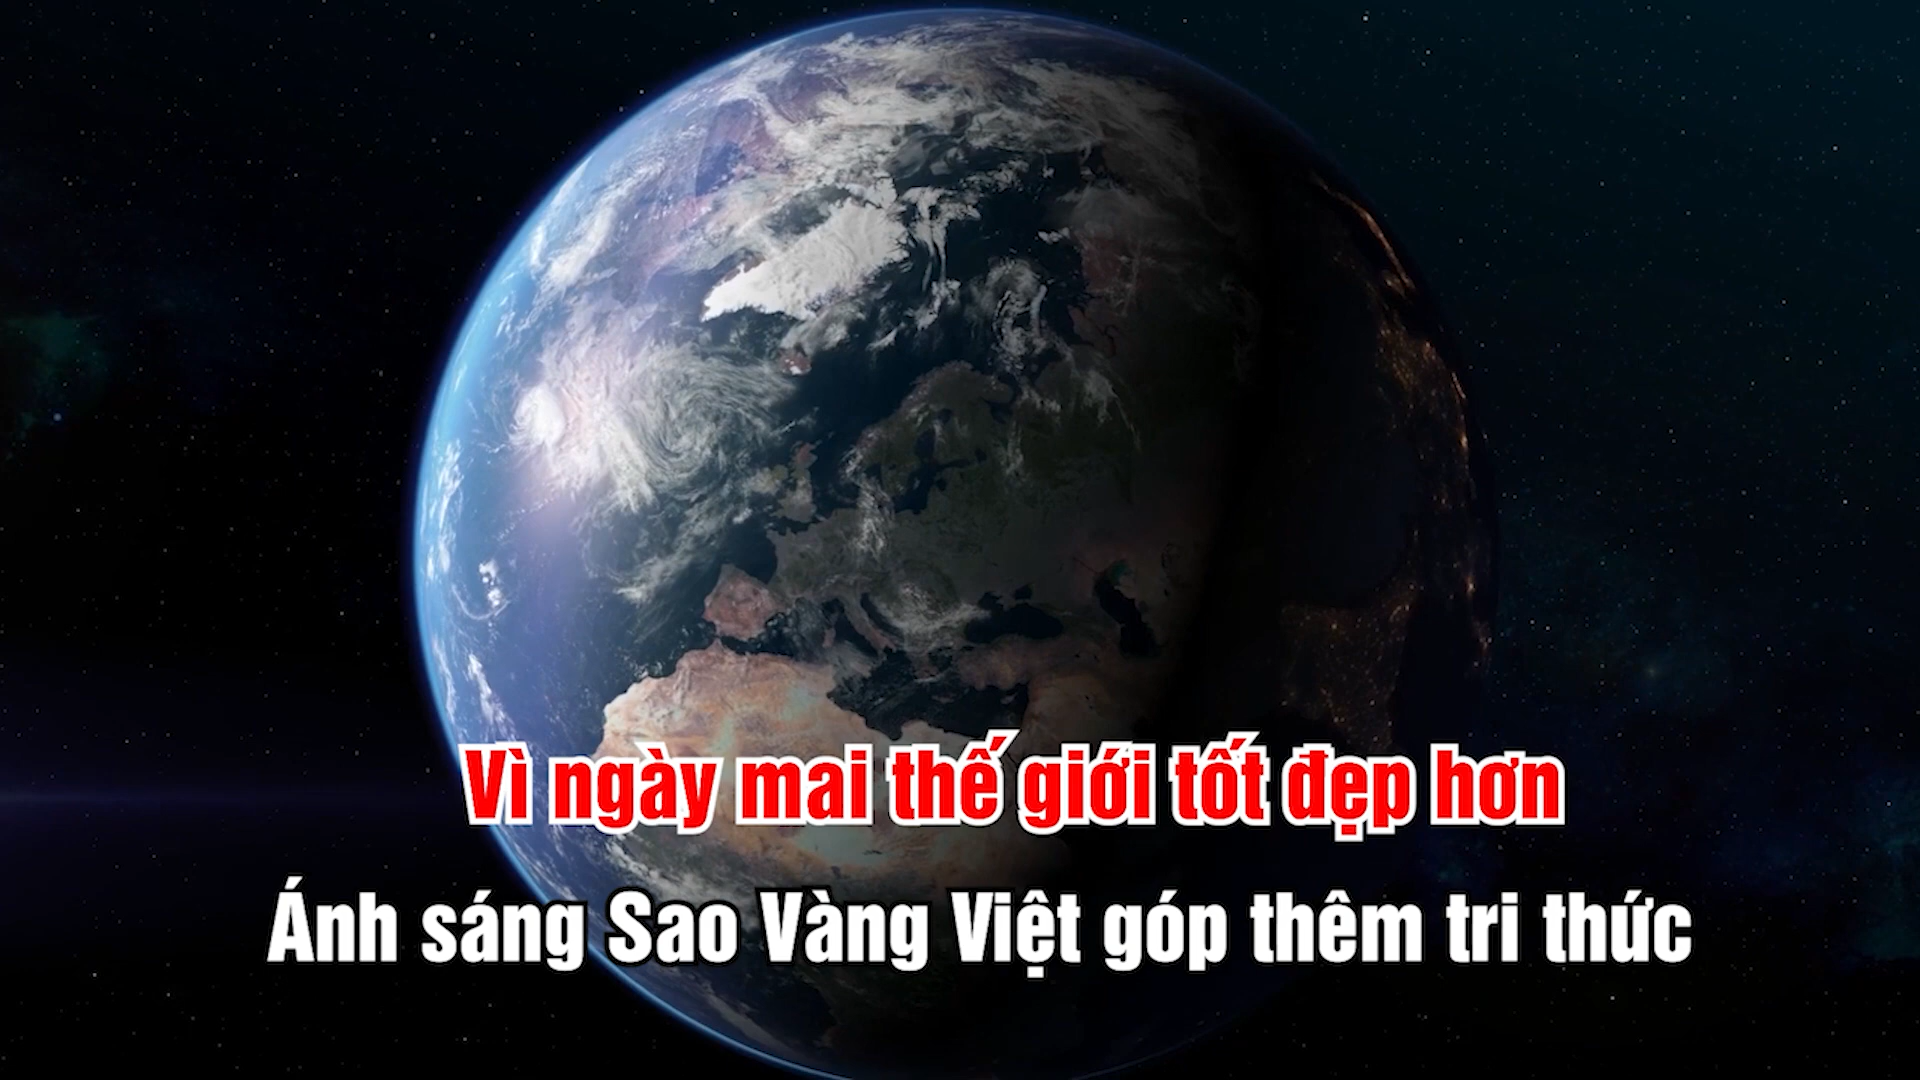 Vì ngày mai thế giới tốt đẹp hơn
Ánh sáng Sao Vàng Việt góp thêm tri thức